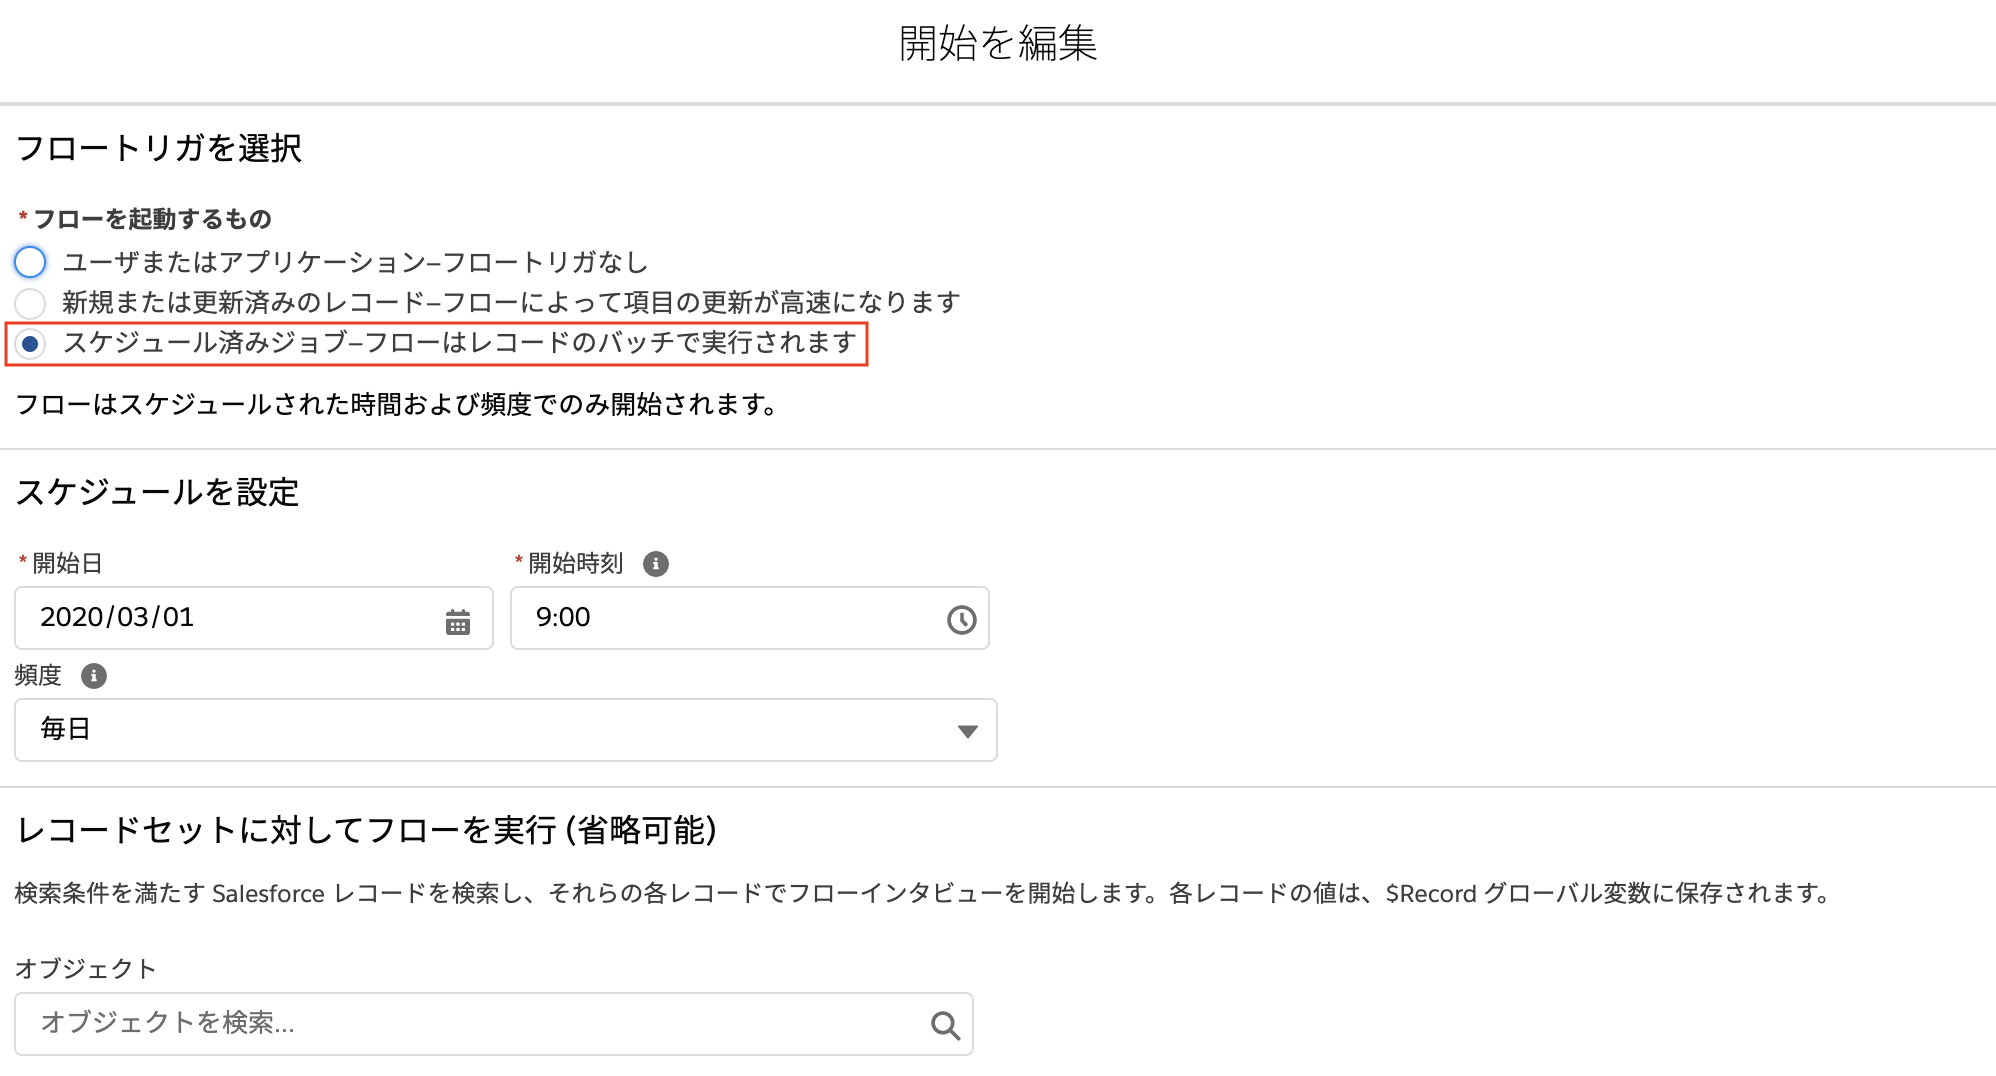 開始を編集
フロートリガを選択
*フローを起動するもの
ユーザまたはアプリケーション–フロートリガなし
新規または更新済みのレコード–フローによって項目の更新が高速になります
スケジュール済みジョブ–フローはレコードのバッチで実行されます
フローはスケジュールされた時間および頻度でのみ開始されます。
スケジュールを設定
*開始日 *開始時刻
2020/03/01 9:00
頻度
毎日
レコードセットに対してフローを実行 (省略可能)
検索条件を満たす Salesforce レコードを検索し、それらの各レコードでフローインタビューを開始します。各レコードの値は、$Record グローバル変数に保存されます。
オブジェクト
オブジェクトを検索...